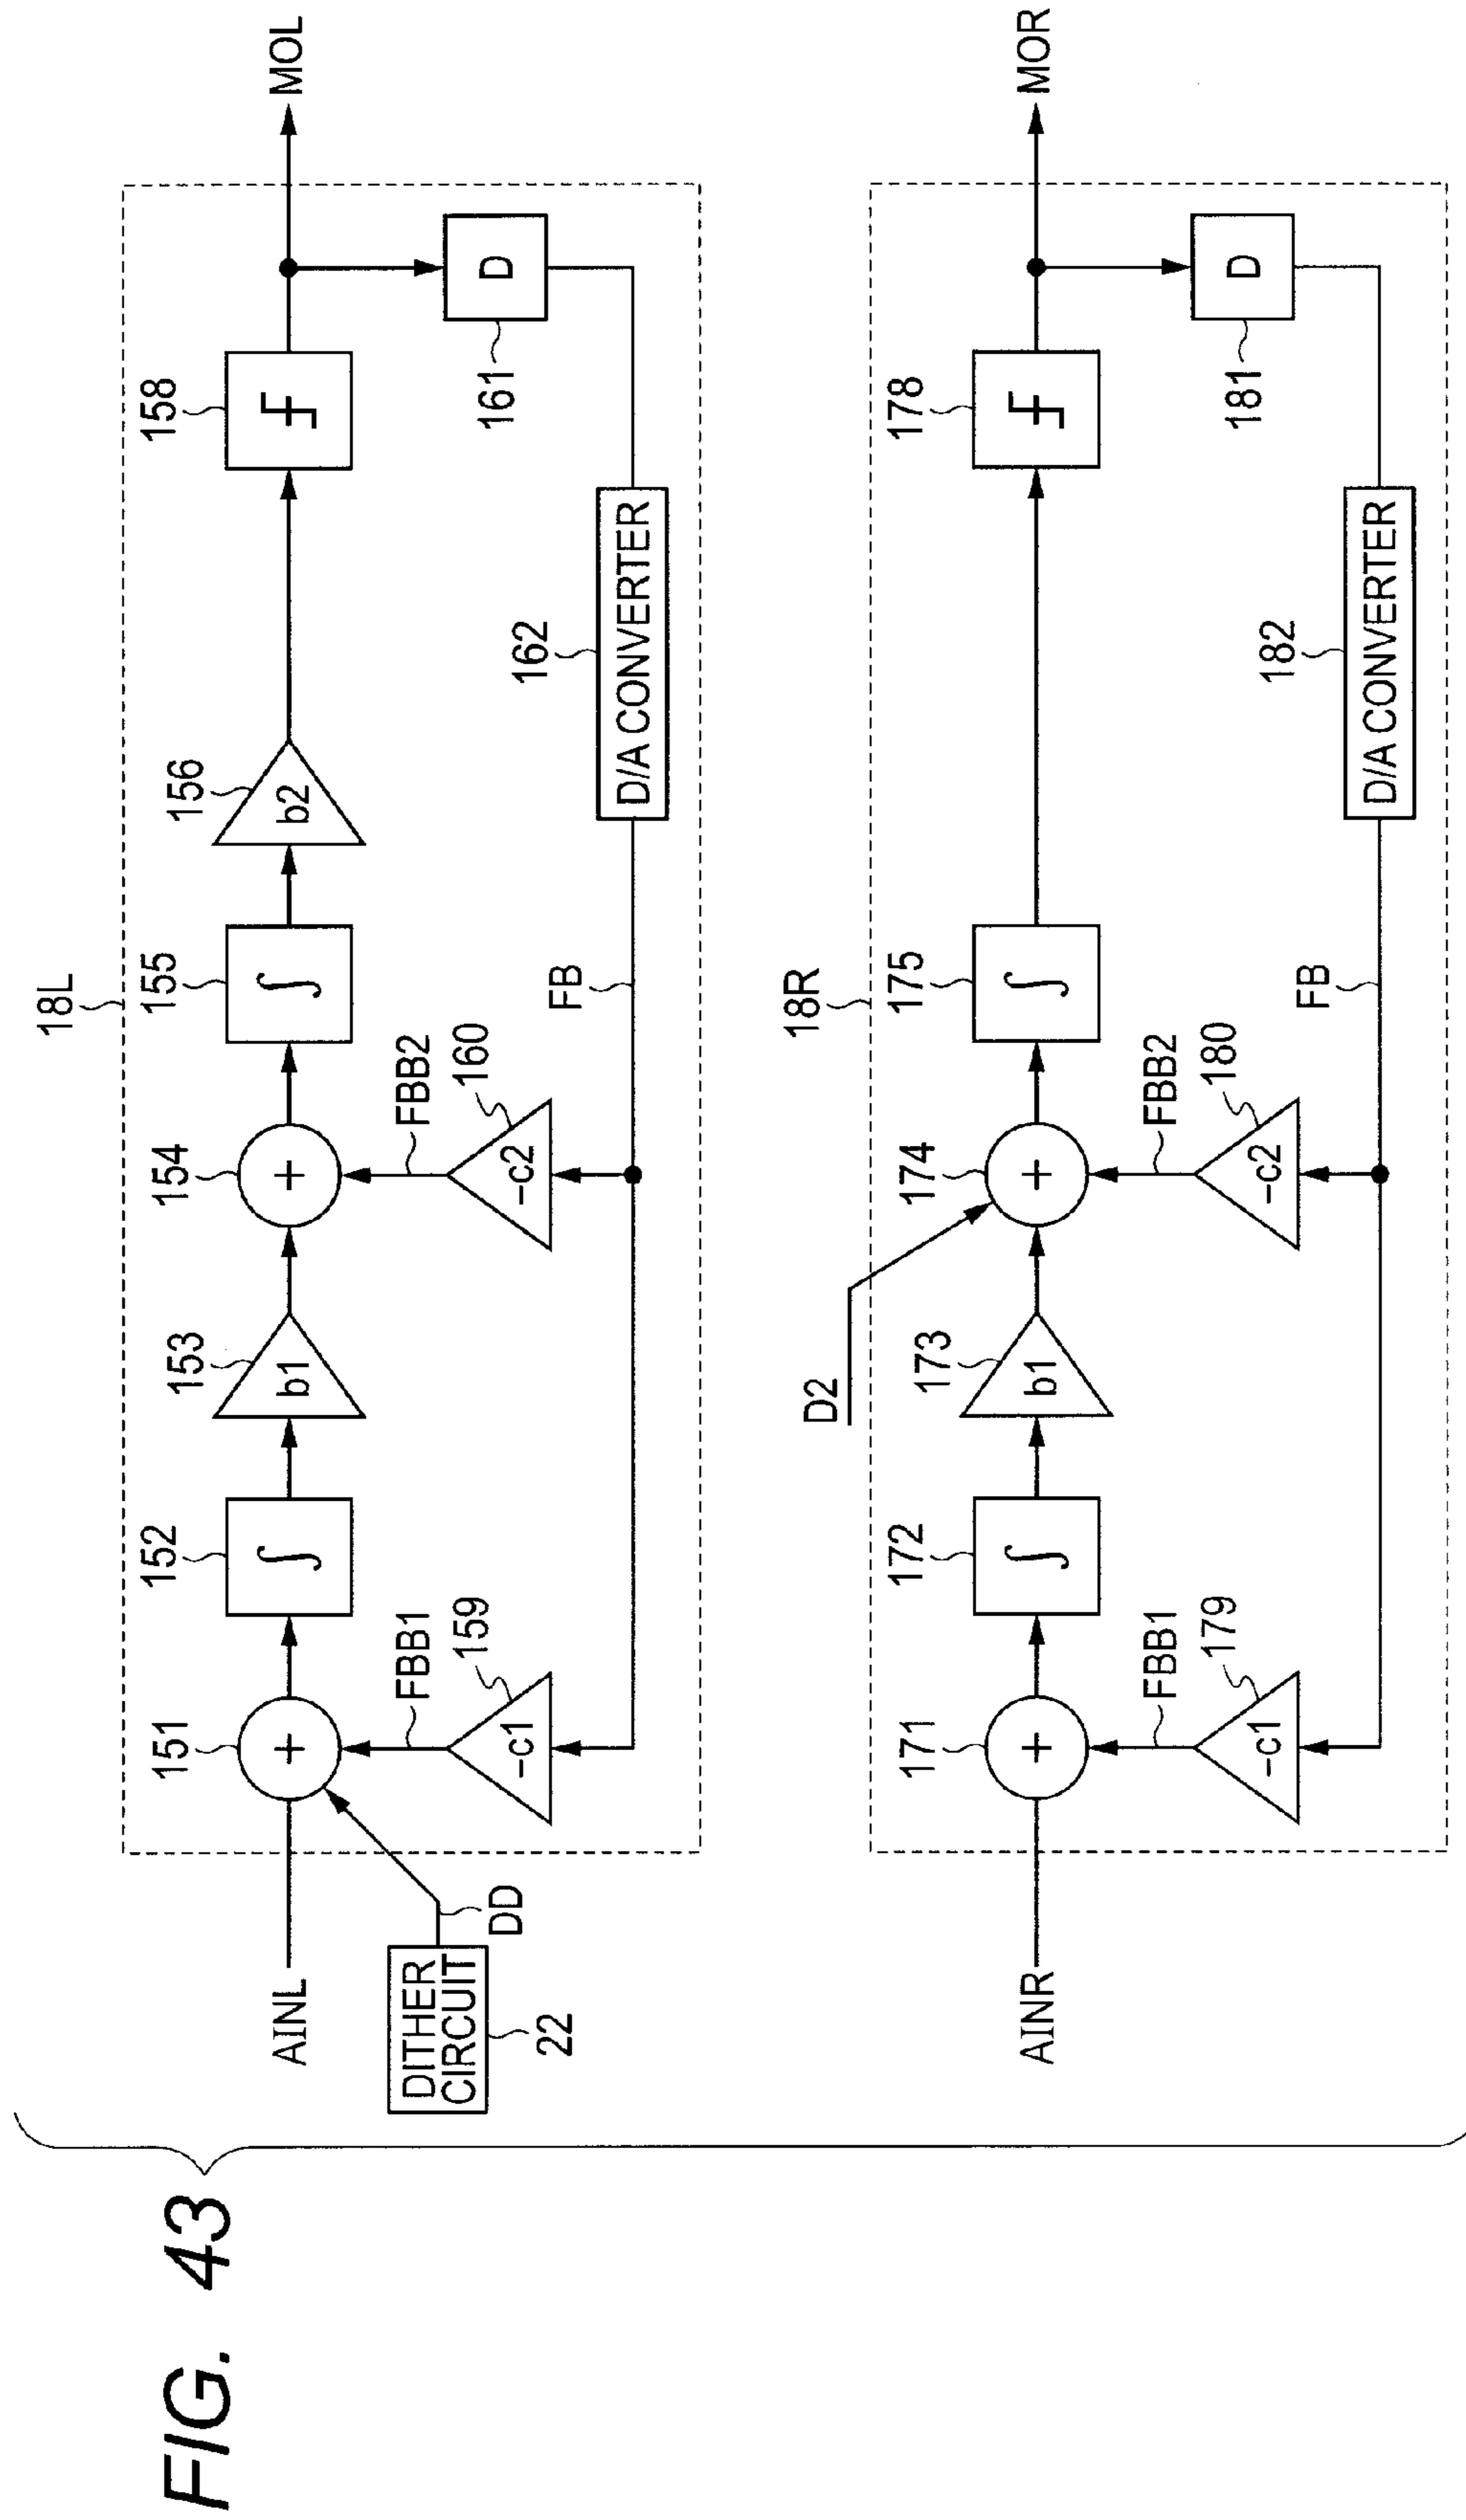 FIG. 43
18L
AINL
151
152
153
154
155
156
158
MOL
DITHER
CIRCUIT
22
DD
+
∫
b1
+
∫
b2
FBB1
159
-c1
FBB2
160
-c2
FB
162
D/A CONVERTER
161
D
18R
AINR
171
172
173
174
175
178
MOR
D2
+
∫
b1
+
∫
FBB1
179
-c1
FBB2
180
-c2
FB
182
D/A CONVERTER
181
D